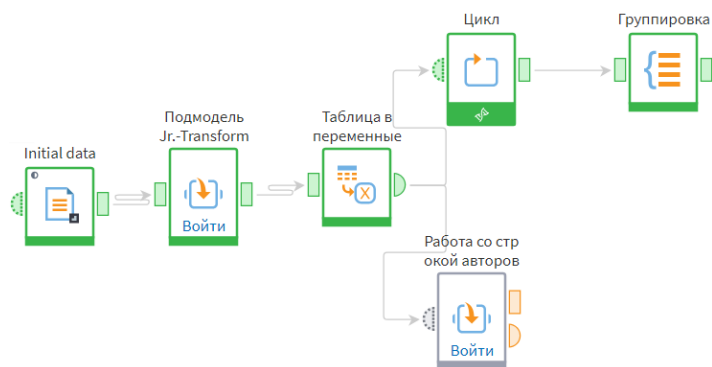 Цикл
Группировка
Подмодель
Jr.-Transform
Таблица в
переменные
Initial data
Войти
Работа со стр
окой авторов
Войти